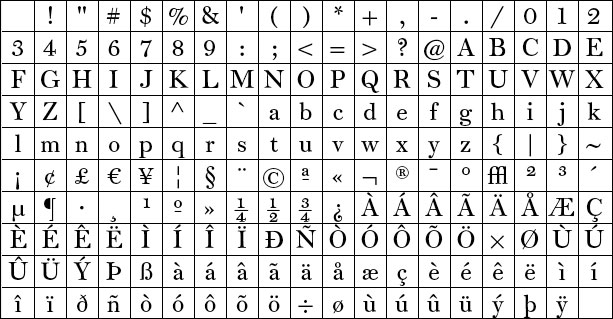 ! " # $ % & ' ( ) * + , - . / 0 1 2
3 4 5 6 7 8 9 : ; < = > ? @ A B C D E
F G H I J K L M N O P Q R S T U V W X
Y Z [ \ ] ^ _ ` a b c d e f g h i j k
l m n o p q r s t u v w x y z { | } ~
¡ ¢ £ € ¥ ¦ § ¨ © ª « ¬ ® ¯ º ffl ² ³ ´
µ ¶ · ¸ ¹ º » ¼ ½ ¾ ¿ À Á Â Ã Ä Å Æ Ç
È É Ê Ë Ì Í Î Ï Ð Ñ Ò Ó Ô Õ Ö × Ø Ù Ú
Û Ü Ý Þ ß à á â ã ä å æ ç è é ê ë ì í
î ï ð ñ ò ó ô õ ö ÷ ø ù ú û ü ý þ ÿ